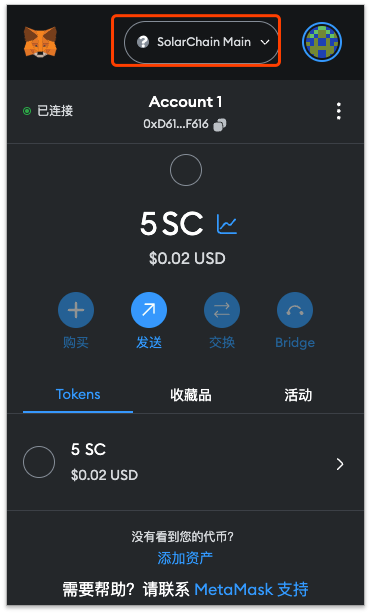 SolarChain Main
已连接
Account 1
0xD61...F616
5 SC
$0.02 USD
购买
发送
交换
Bridge
Tokens
收藏品
活动
5 SC
$0.02 USD
没有看到您的代币?
添加资产
需要帮助？请联系 MetaMask 支持